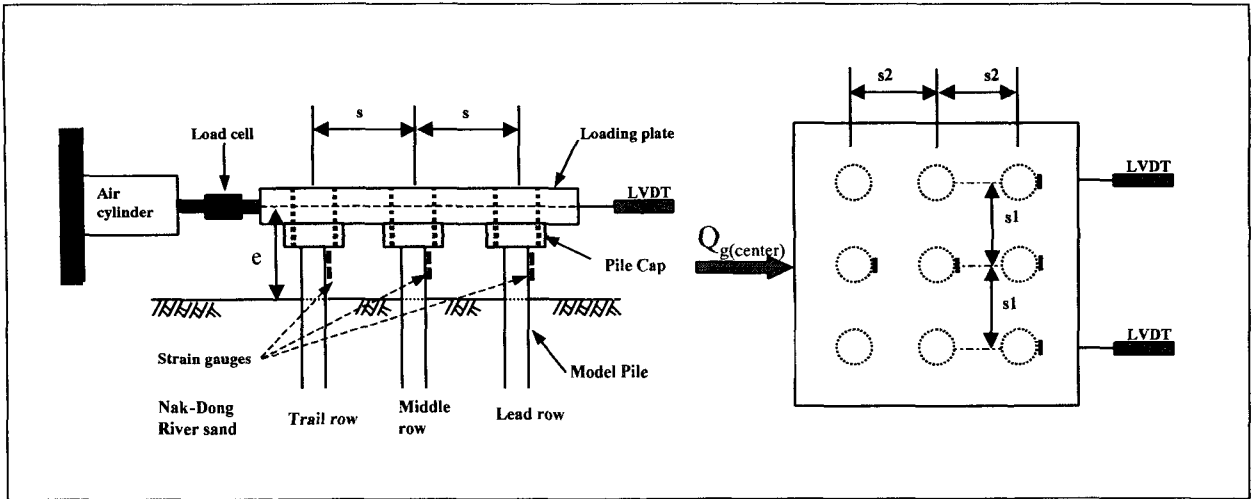 Load cell
s
s
Loading plate
Air
cylinder
LVDT
e
Pile Cap
Strain gauges
Model Pile
Nak-Dong
River sand
Trail row
Middle
row
Lead row
s2
s2
LVDT
s1
Qg(center)
s1
LVDT